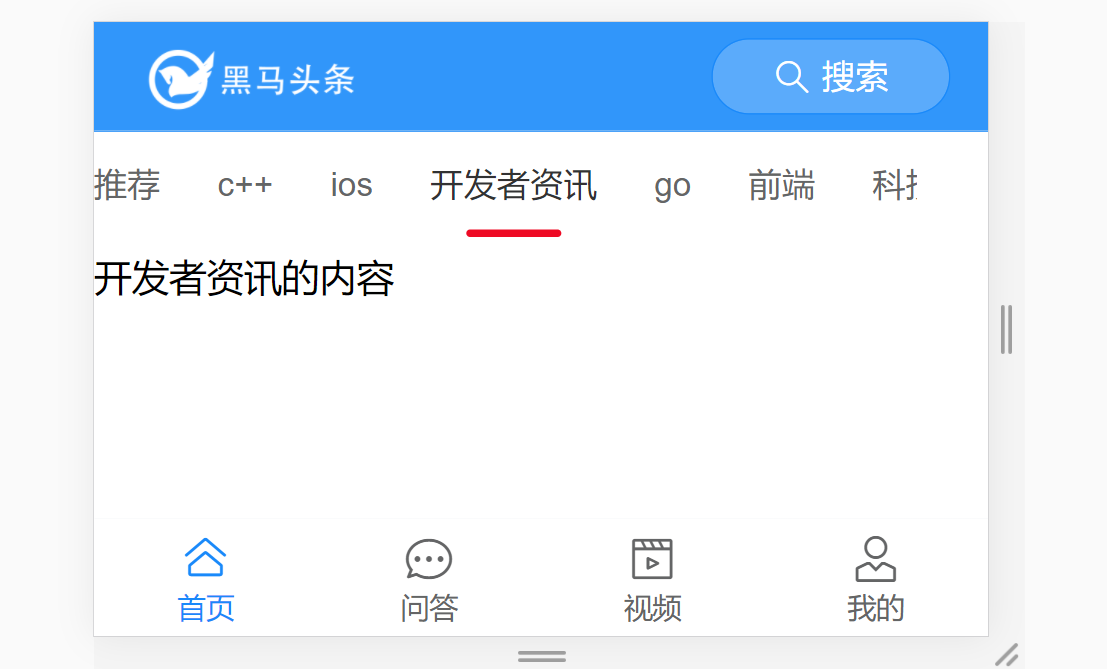 黑马头条 搜索
推荐 c++ ios 开发者资讯 go 前端 科
开发者资讯的内容
首页 问答 视频 我的